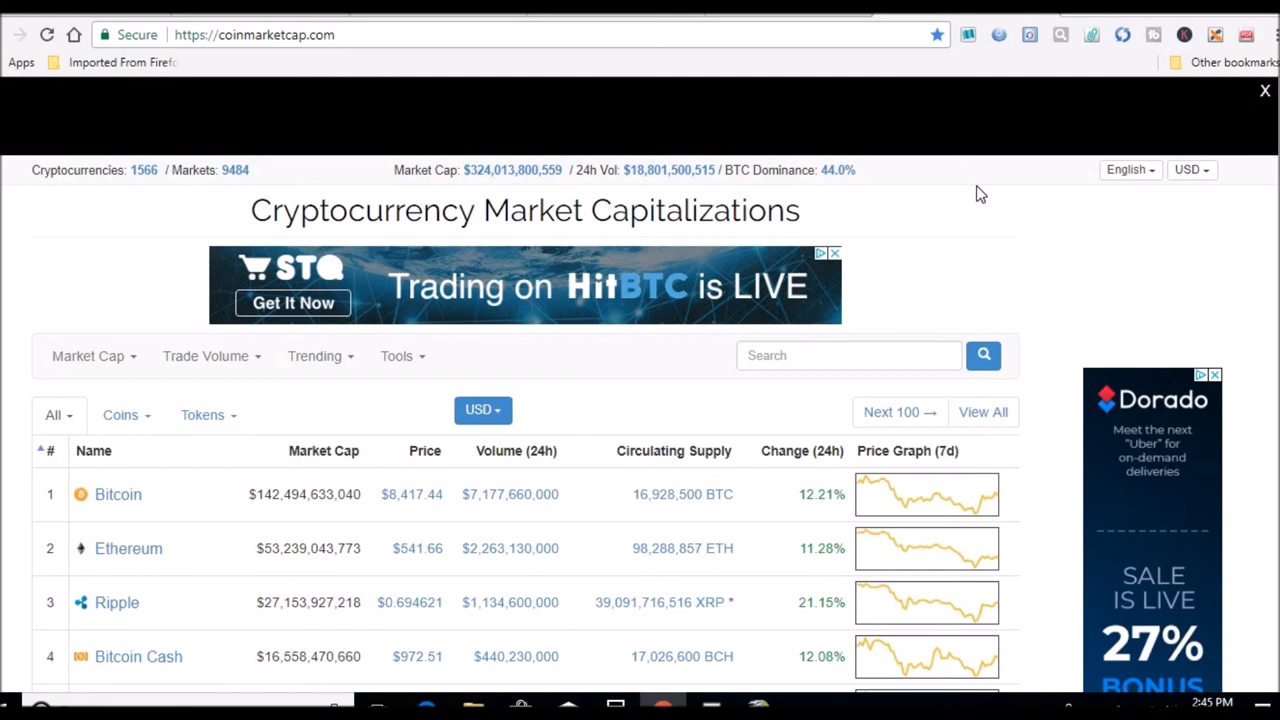 Secure
https://coinmarketcap.com
Apps
Imported From Firefo
Other bookmarks
X
Cryptocurrencies: 1566 / Markets: 9484
Market Cap: $324,013,800,559 / 24h Vol: $18,801,500,515 / BTC Dominance: 44.0%
English
USD
Cryptocurrency Market Capitalizations
STQ
Get It Now
Trading on HitBTC is LIVE
Market Cap
Trade Volume
Trending
Tools
Search
All
Coins
Tokens
USD
Next 100 →
View All
# Name Market Cap Price Volume (24h) Circulating Supply Change (24h) Price Graph (7d)
1 Bitcoin $142,494,633,040 $8,417.44 $7,177,660,000 16,928,500 BTC 12.21%
2 Ethereum $53,239,043,773 $541.66 $2,263,130,000 98,288,857 ETH 11.28%
3 Ripple $27,153,927,218 $0.694621 $1,134,600,000 39,091,716,516 XRP * 21.15%
4 Bitcoin Cash $16,558,470,660 $972.51 $440,230,000 17,026,600 BCH 12.08%
Dorado
Meet the next
"Uber" for
on-demand
deliveries
SALE
IS LIVE
27%
BONUS
2:45 PM